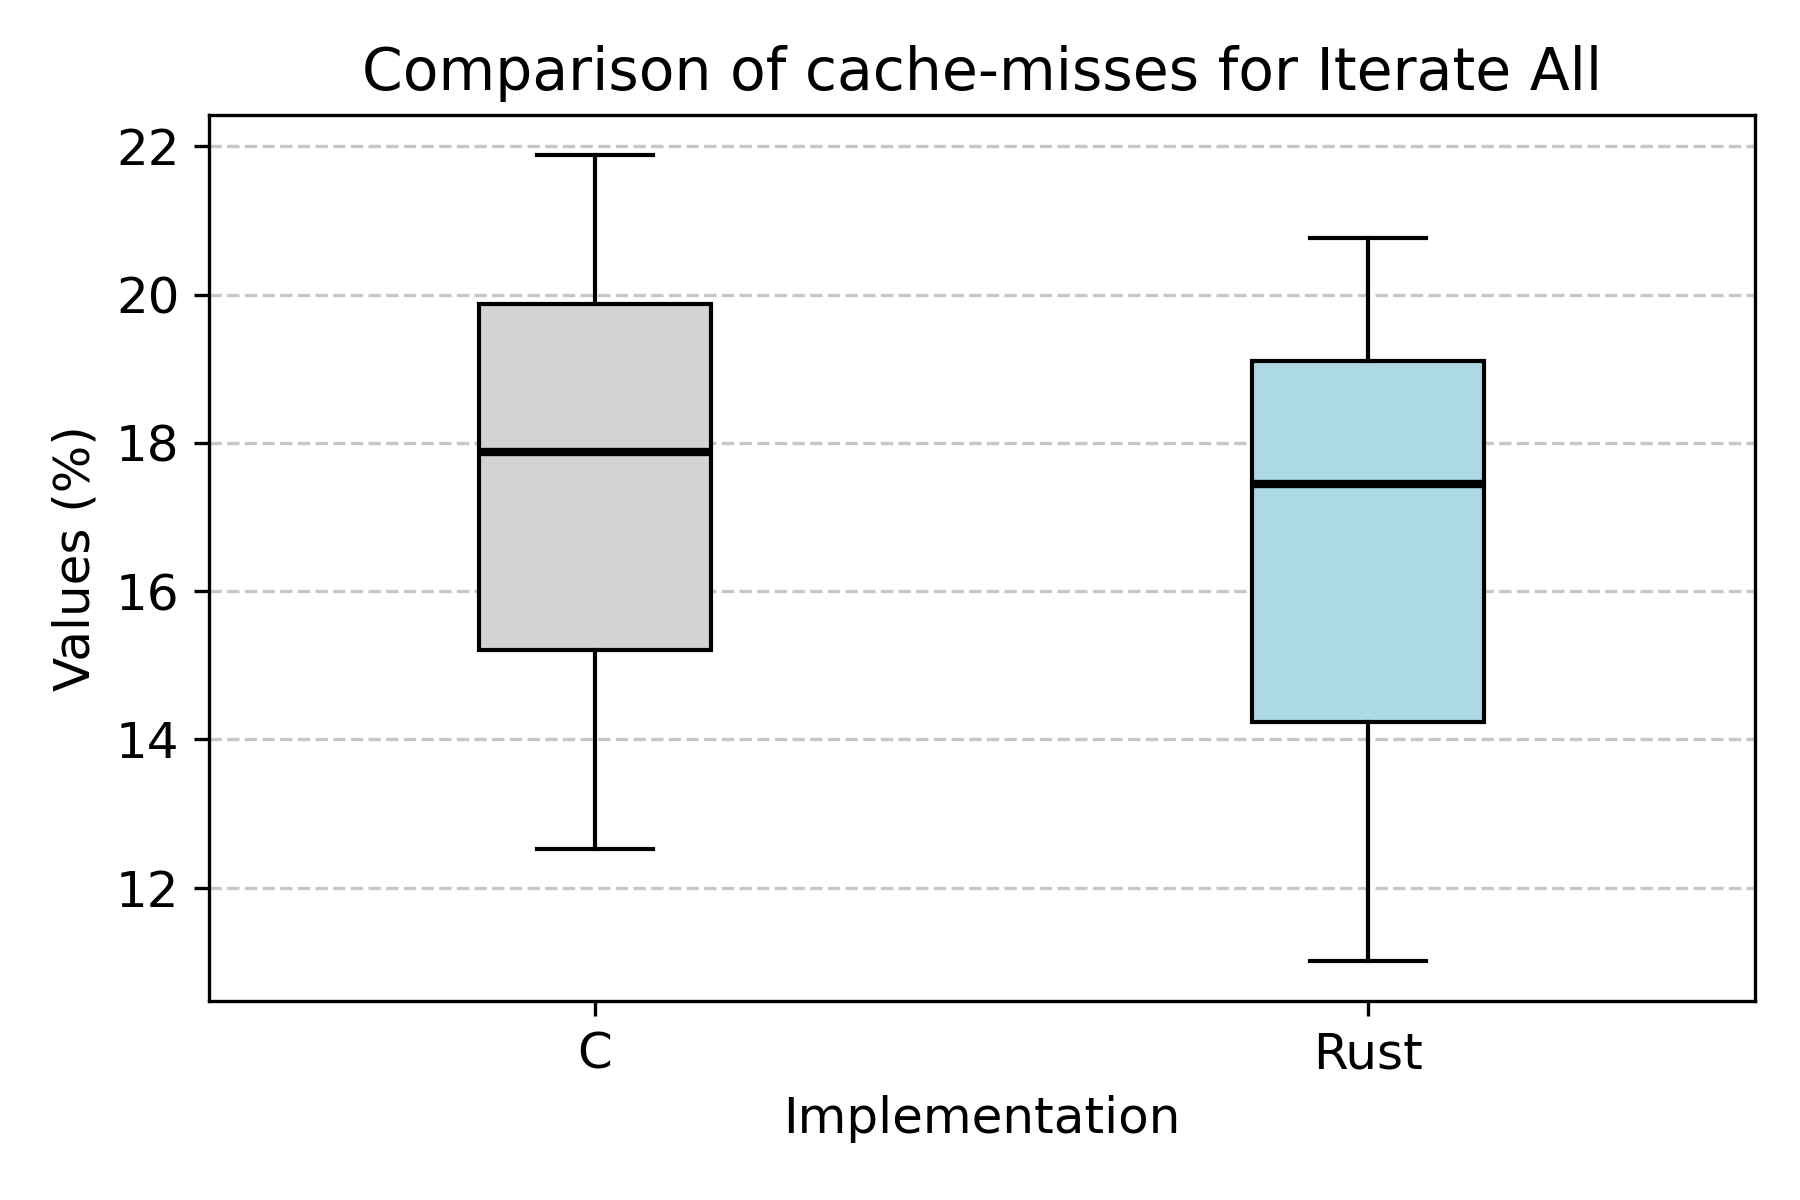 Comparison of cache-misses for Iterate All
22
20
18
16
14
12
Values (%)
C
Rust
Implementation